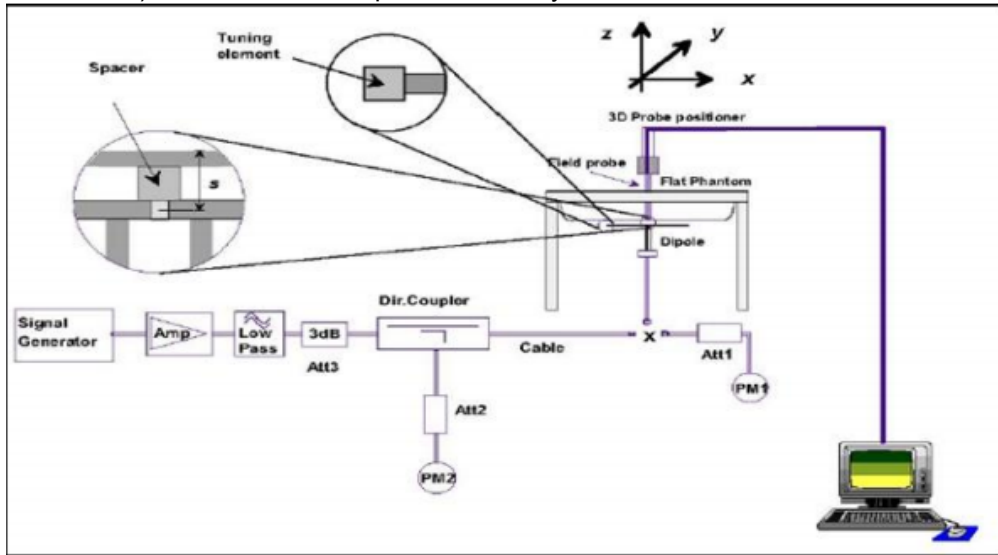 Tuning
element
Spacer
s
z
y
x
3D Probe positioner
Field probe
Flat Phantom
Dipole
Signal
Generator
Amp
Low
Pass
3dB
Att3
Dir.Coupler
Cable
x
Att1
PM1
Att2
PM2